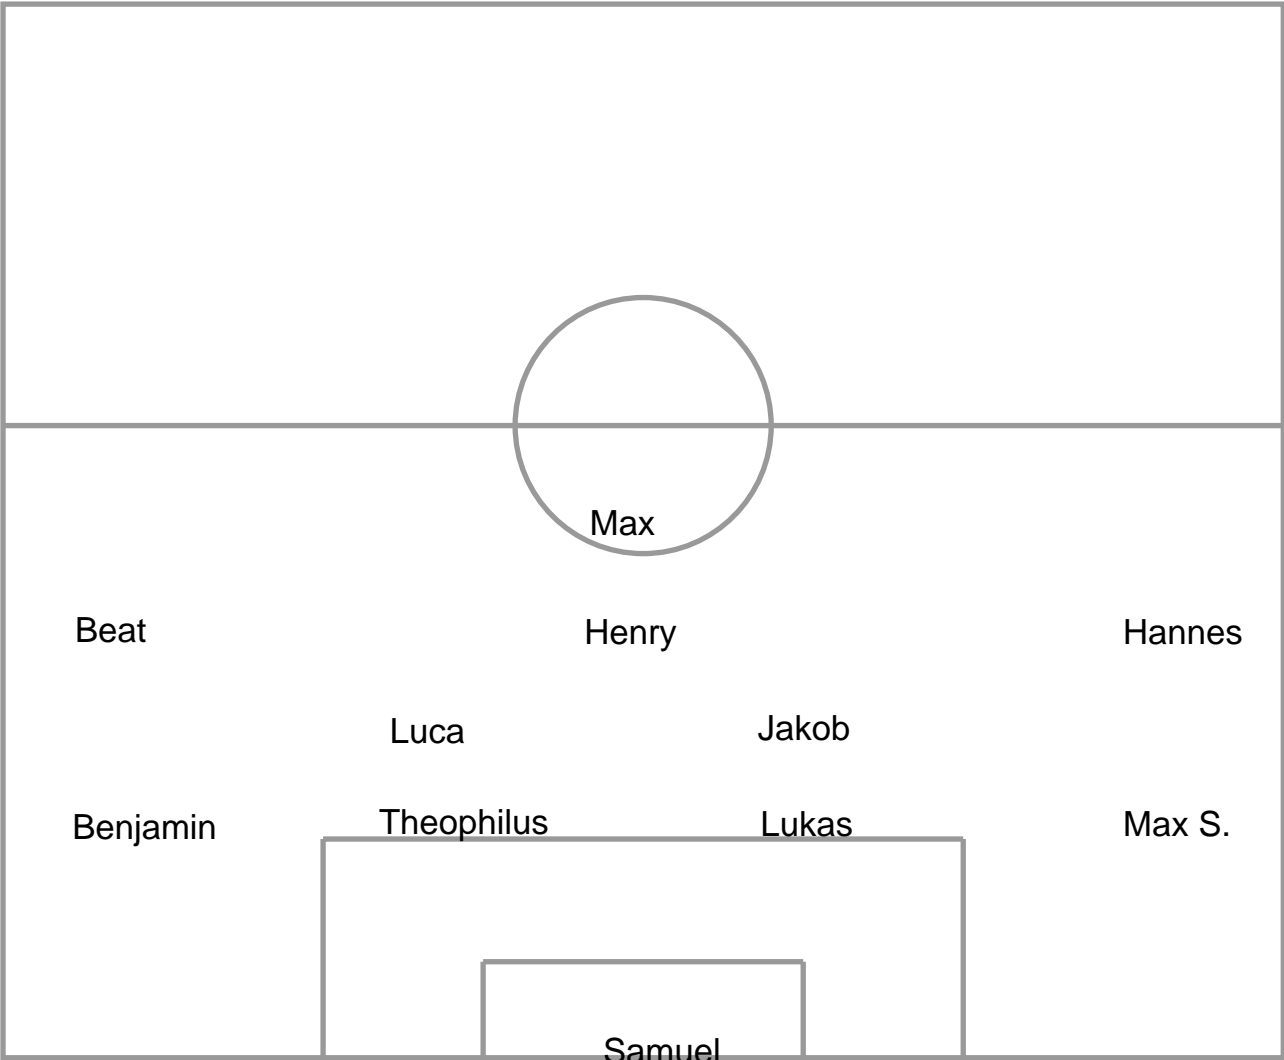 Max
Beat Henry Hannes
Luca Jakob
Benjamin Theophilus Lukas Max S.
Samuel